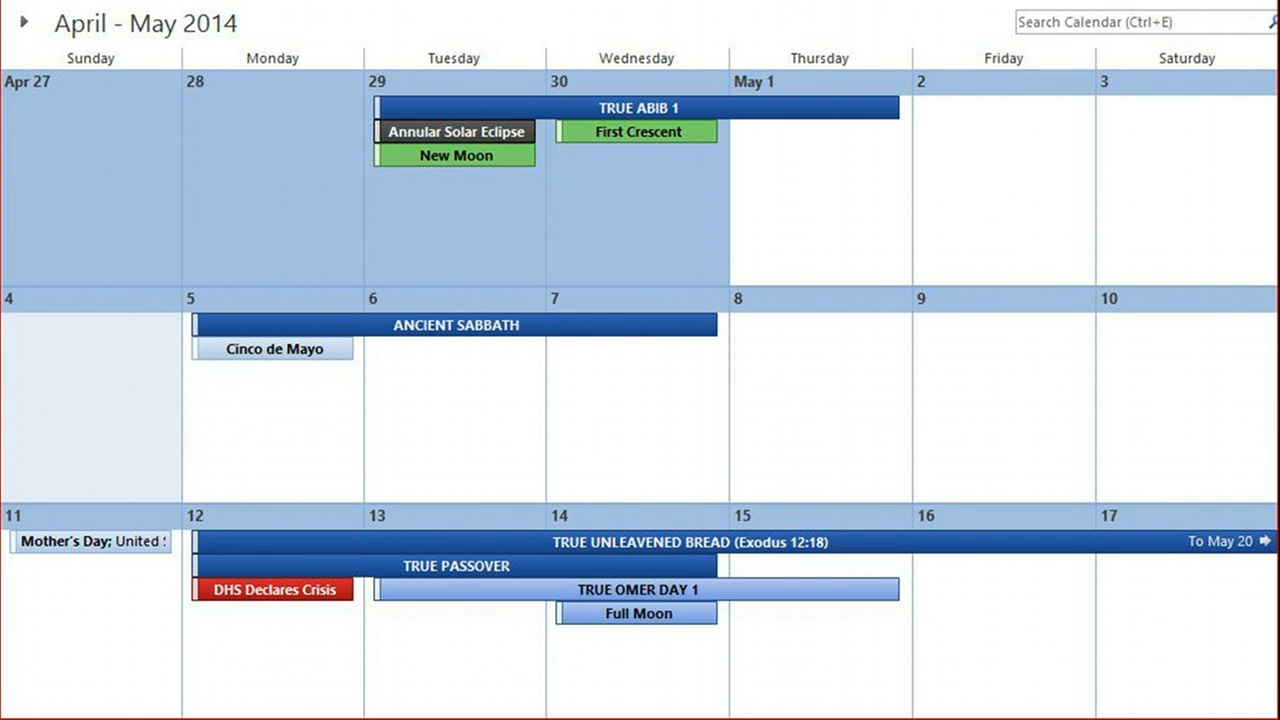 April - May 2014
Search Calendar (Ctrl+E)
Sunday Monday Tuesday Wednesday Thursday Friday Saturday
Apr 27 28 29 30 May 1 2 3
TRUE ABIB 1
Annular Solar Eclipse First Crescent
New Moon
4 5 6 7 8 9 10
ANCIENT SABBATH
Cinco de Mayo
11 12 13 14 15 16 17
Mother's Day; United
TRUE UNLEAVENED BREAD (Exodus 12:18) To May 20
TRUE PASSOVER
DHS Declares Crisis TRUE OMER DAY 1
Full Moon